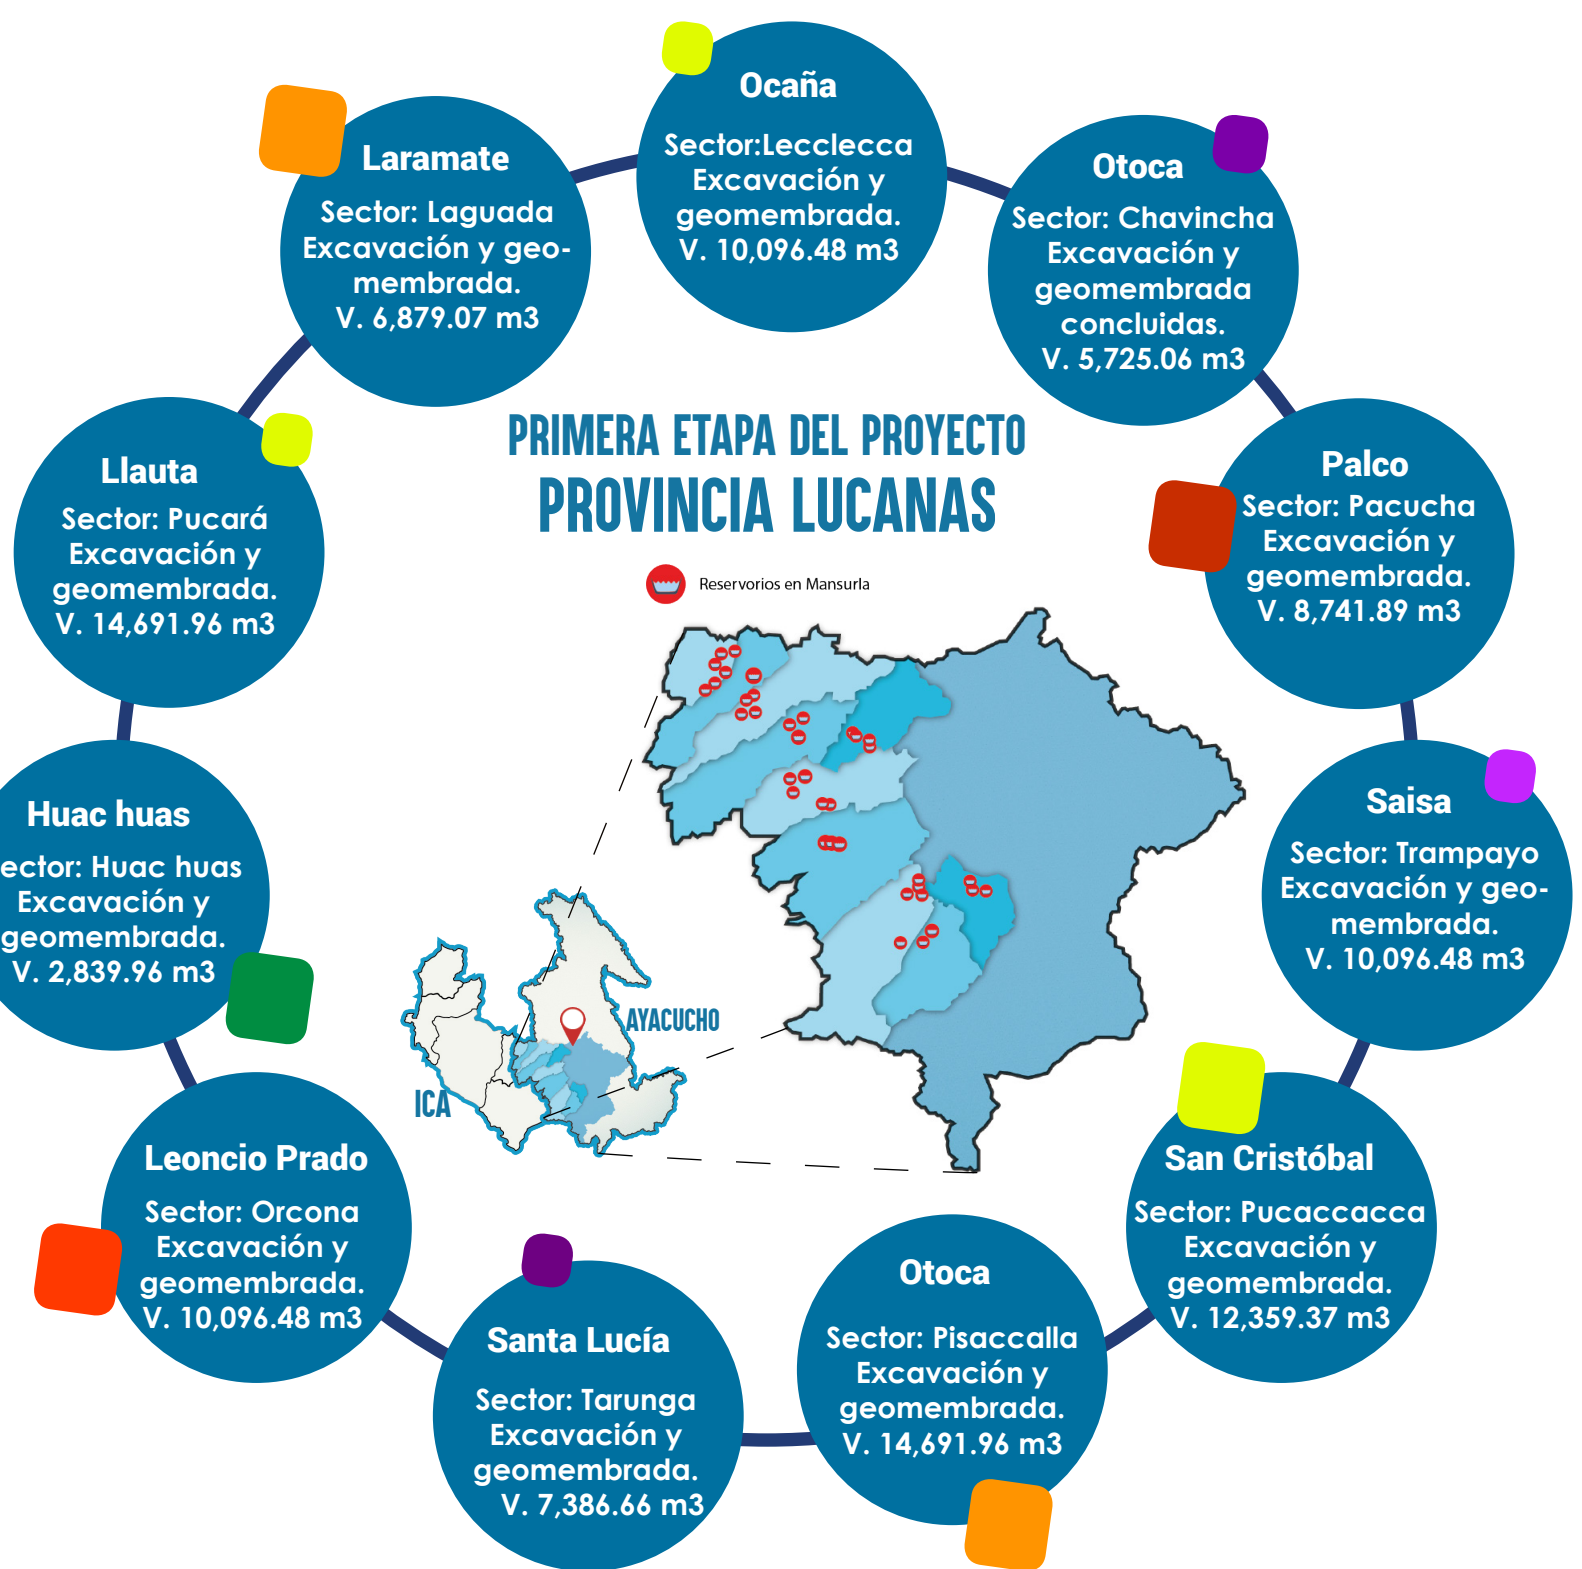 Ocaña
Sector:Lecclecca
Excavación y
geomembrada.
V. 10,096.48 m3
Laramate
Sector: Laguada
Excavación y geo-
membrada.
V. 6,879.07 m3
Otoca
Sector: Chavincha
Excavación y
geomembrada
concluidas.
V. 5,725.06 m3
PRIMERA ETAPA DEL PROYECTO
PROVINCIA LUCANAS
Reservorios en Mansurla
Llauta
Sector: Pucará
Excavación y
geomembrada.
V. 14,691.96 m3
Palco
Sector: Pacucha
Excavación y
geomembrada.
V. 8,741.89 m3
Huac huas
ector: Huac huas
Excavación y
geomembrada.
V. 2,839.96 m3
Saisa
Sector: Trampayo
Excavación y geo-
membrada.
V. 10,096.48 m3
AYACUCHO
ICA
Leoncio Prado
Sector: Orcona
Excavación y
geomembrada.
V. 10,096.48 m3
San Cristóbal
Sector: Pucaccacca
Excavación y
geomembrada.
V. 12,359.37 m3
Santa Lucía
Sector: Tarunga
Excavación y
geomembrada.
V. 7,386.66 m3
Otoca
Sector: Pisaccalla
Excavación y
geomembrada.
V. 14,691.96 m3